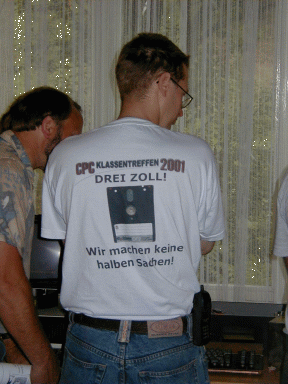 CPC KLASSENTREFFEN 2001
DREI ZOLL!
Wir machen keine
halben Sachen!